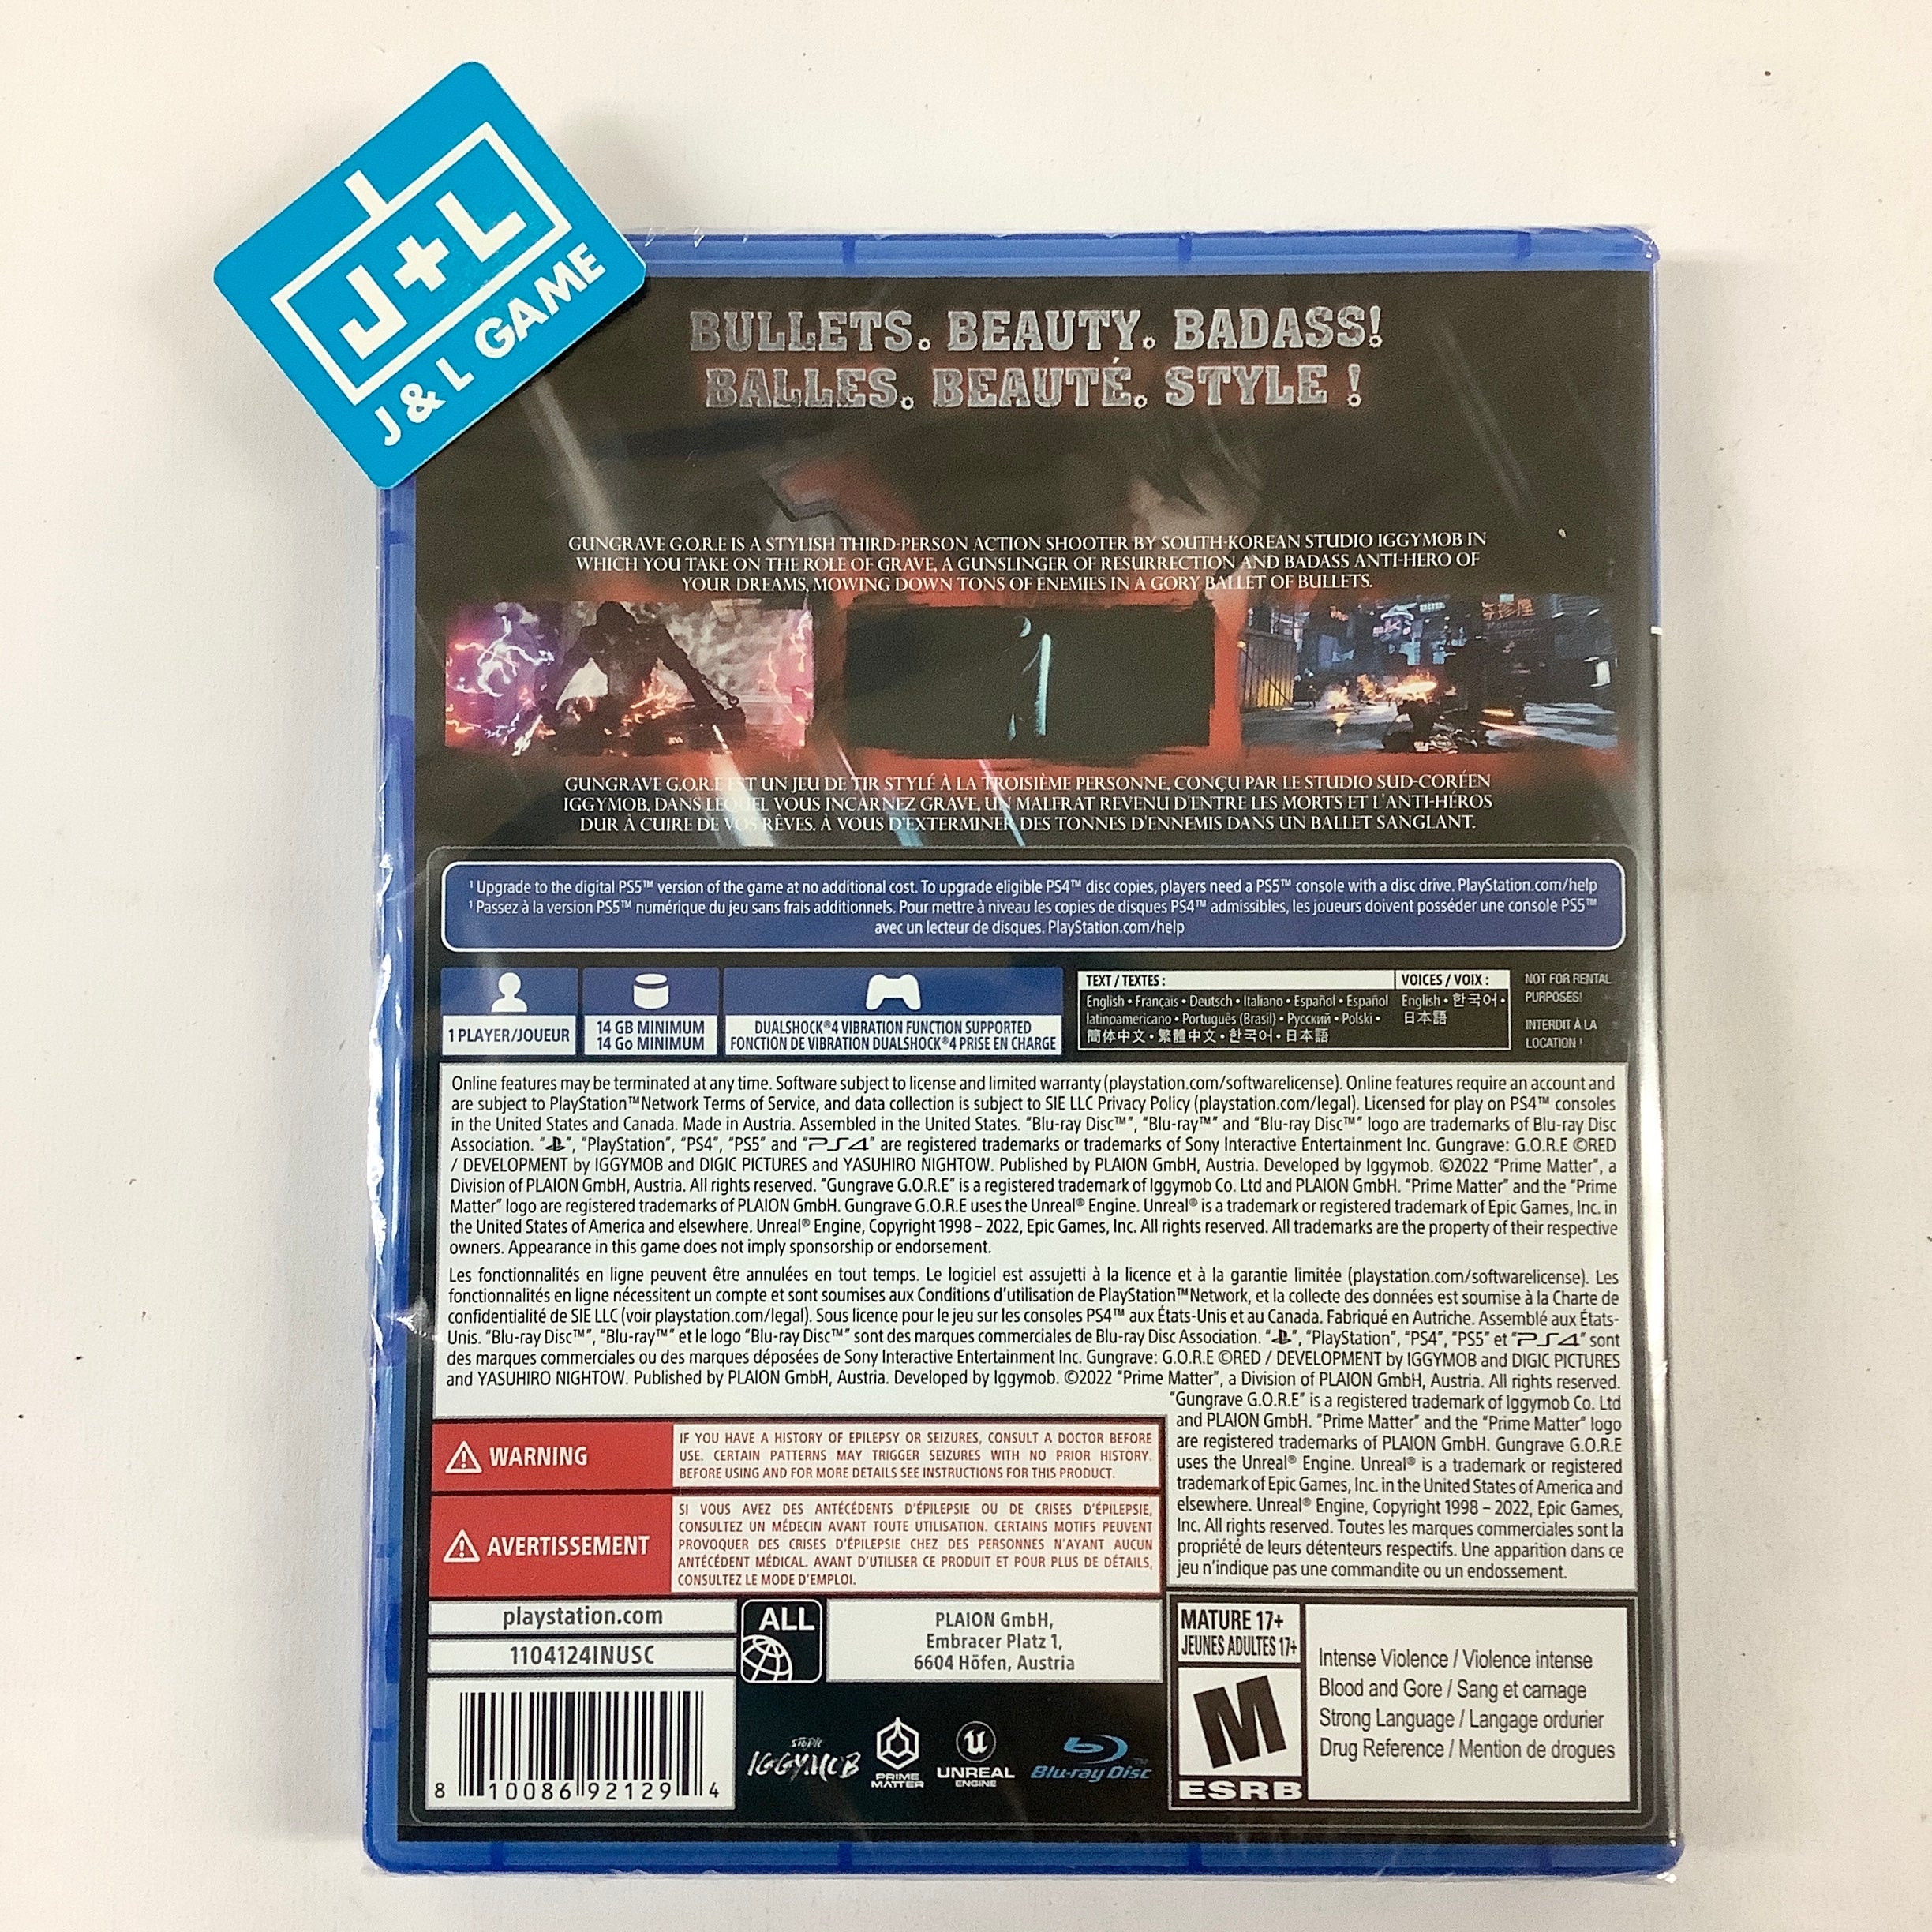 J+L
J & L GAME
BULLETS. BEAUTY. BADASS!
BALLES. BEAUTÉ. STYLE !
GUNGRAVE G.O.R.E IS A STYLISH THIRD-PERSON ACTION SHOOTER BY SOUTH-KOREAN STUDIO IGGYMOB IN
WHICH YOU TAKE ON THE ROLE OF GRAVE, A GUNSLINGER OF RESURRECTION AND BADASS ANTI-HERO OF
YOUR DREAMS, MOWING DOWN TONS OF ENEMIES IN A GORY BALLET OF BULLETS.
GUNGRAVE G.O.R.E EST UN JEU DE TIR STYLÉ À LA TROISIÈME PERSONNE, CONÇU PAR LE STUDIO SUD-CORÉEN
IGGYMOB, DANS LEQUEL VOUS INCARNEZ GRAVE, UN MALFRAT REVENU D'ENTRE LES MORTS ET L'ANTI-HÉROS
DUR À CUIRE DE VOS RÊVES. À VOUS D'EXTERMINER DES TONNES D'ENNEMIS DANS UN BALLET SANGLANT.
¹ Upgrade to the digital PS5™ version of the game at no additional cost. To upgrade eligible PS4™ disc copies, players need a PS5™ console with a disc drive. PlayStation.com/help
¹ Passez à la version PS5™ numérique du jeu sans frais additionnels. Pour mettre à niveau les copies de disques PS4™ admissibles, les joueurs doivent posséder une console PS5™
avec un lecteur de disques. PlayStation.com/help
1 PLAYER/JOUEUR
14 GB MINIMUM
14 Go MINIMUM
DUALSHOCK®4 VIBRATION FUNCTION SUPPORTED
FONCTION DE VIBRATION DUALSHOCK®4 PRISE EN CHARGE
TEXT / TEXTES :
English • Français • Deutsch • Italiano • Español • Español
latinoamericano • Português (Brasil) • Русский • Polski •
简体中文 • 繁體中文 • 한국어 • 日本語
VOICES / VOIX :
English • 한국어 •
日本語
NOT FOR RENTAL
PURPOSES!
INTERDIT À LA
LOCATION !
Online features may be terminated at any time. Software subject to license and limited warranty (playstation.com/softwarelicense). Online features require an account and
are subject to PlayStation™Network Terms of Service, and data collection is subject to SIE LLC Privacy Policy (playstation.com/legal). Licensed for play on PS4™ consoles
in the United States and Canada. Made in Austria. Assembled in the United States. "Blu-ray Disc™", "Blu-ray™" and "Blu-ray Disc™" logo are trademarks of Blu-ray Disc
Association. "PS", "PlayStation", "PS4", "PS5" and "PS4" are registered trademarks or trademarks of Sony Interactive Entertainment Inc. Gungrave: G.O.R.E ©RED
/ DEVELOPMENT by IGGYMOB and DIGIC PICTURES and YASUHIRO NIGHTOW. Published by PLAION GmbH, Austria. Developed by Iggymob. ©2022 "Prime Matter", a
Division of PLAION GmbH, Austria. All rights reserved. "Gungrave G.O.R.E" is a registered trademark of Iggymob Co. Ltd and PLAION GmbH. "Prime Matter" and the "Prime
Matter" logo are registered trademarks of PLAION GmbH. Gungrave G.O.R.E uses the Unreal® Engine. Unreal® is a trademark or registered trademark of Epic Games, Inc. in
the United States of America and elsewhere. Unreal® Engine, Copyright 1998 – 2022, Epic Games, Inc. All rights reserved. All trademarks are the property of their respective
owners. Appearance in this game does not imply sponsorship or endorsement.
Les fonctionnalités en ligne peuvent être annulées en tout temps. Le logiciel est assujetti à la licence et à la garantie limitée (playstation.com/softwarelicense). Les
fonctionnalités en ligne nécessitent un compte et sont soumises aux Conditions d'utilisation de PlayStation™Network, et la collecte des données est soumise à la Charte de
confidentialité de SIE LLC (voir playstation.com/legal). Sous licence pour le jeu sur les consoles PS4™ aux États-Unis et au Canada. Fabriqué en Autriche. Assemblé aux États-
Unis. "Blu-ray Disc™", "Blu-ray™" et le logo "Blu-ray Disc™" sont des marques commerciales de Blu-ray Disc Association. "PS", "PlayStation", "PS4", "PS5" et "PS4" sont
des marques commerciales ou des marques déposées de Sony Interactive Entertainment Inc. Gungrave: G.O.R.E ©RED / DEVELOPMENT by IGGYMOB and DIGIC PICTURES
and YASUHIRO NIGHTOW. Published by PLAION GmbH, Austria. Developed by Iggymob. ©2022 "Prime Matter", a Division of PLAION GmbH, Austria. All rights reserved.
"Gungrave G.O.R.E" is a registered trademark of Iggymob Co. Ltd
and PLAION GmbH. "Prime Matter" and the "Prime Matter" logo
are registered trademarks of PLAION GmbH. Gungrave G.O.R.E
uses the Unreal® Engine. Unreal® is a trademark or registered
trademark of Epic Games, Inc. in the United States of America and
elsewhere. Unreal® Engine, Copyright 1998 – 2022, Epic Games,
Inc. All rights reserved. Toutes les marques commerciales sont la
propriété de leurs détenteurs respectifs. Une apparition dans ce
jeu n'indique pas une commandite ou un endossement.
WARNING
IF YOU HAVE A HISTORY OF EPILEPSY OR SEIZURES, CONSULT A DOCTOR BEFORE
USE. CERTAIN PATTERNS MAY TRIGGER SEIZURES WITH NO PRIOR HISTORY.
BEFORE USING AND FOR MORE DETAILS SEE INSTRUCTIONS FOR THIS PRODUCT.
AVERTISSEMENT
SI VOUS AVEZ DES ANTÉCÉDENTS D'ÉPILEPSIE OU DE CRISES D'ÉPILEPSIE,
CONSULTEZ UN MÉDECIN AVANT TOUTE UTILISATION. CERTAINS MOTIFS PEUVENT
PROVOQUER DES CRISES D'ÉPILEPSIE CHEZ DES PERSONNES N'AYANT AUCUN
ANTÉCÉDENT MÉDICAL. AVANT D'UTILISER CE PRODUIT ET POUR PLUS DE DÉTAILS,
CONSULTEZ LE MODE D'EMPLOI.
playstation.com
1104124INUSC
ALL
PLAION GmbH,
Embracer Platz 1,
6604 Höfen, Austria
8 10086 92129 4
STUDIO
IGGYMOB
PRIME
MATTER
UNREAL
ENGINE
Blu-ray Disc™
MATURE 17+
JEUNES ADULTES 17+
M
ESRB
Intense Violence / Violence intense
Blood and Gore / Sang et carnage
Strong Language / Langage ordurier
Drug Reference / Mention de drogues